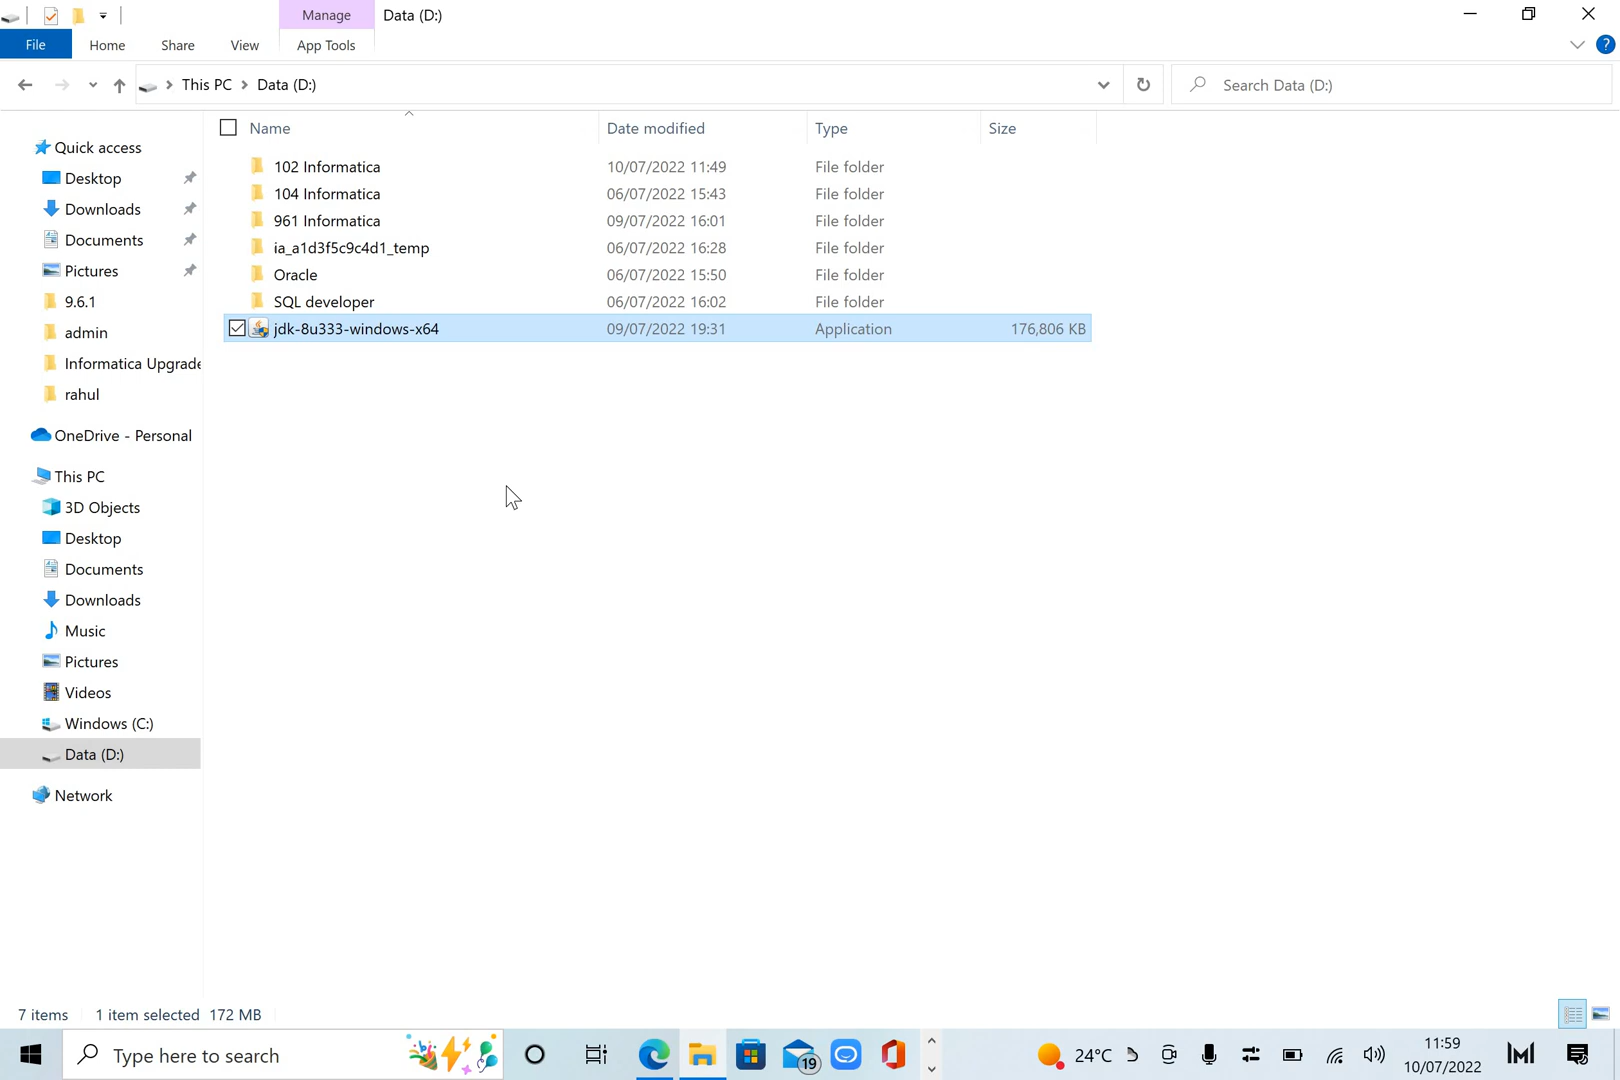 Manage
Data (D:)
File
Home
Share
View
App Tools
?
This PC
Data (D:)
Search Data (D:)
Name
Date modified
Type
Size
102 Informatica
10/07/2022 11:49
File folder
104 Informatica
06/07/2022 15:43
File folder
961 Informatica
09/07/2022 16:01
File folder
ia_a1d3f5c9c4d1_temp
06/07/2022 16:28
File folder
Oracle
06/07/2022 15:50
File folder
SQL developer
06/07/2022 16:02
File folder
jdk-8u333-windows-x64
09/07/2022 19:31
Application
176,806 KB
Quick access
Desktop
Downloads
Documents
Pictures
9.6.1
admin
Informatica Upgrade
rahul
OneDrive - Personal
This PC
3D Objects
Desktop
Documents
Downloads
Music
Pictures
Videos
Windows (C:)
Data (D:)
Network
7 items
1 item selected 172 MB
Type here to search
19
24°C
11:59
10/07/2022